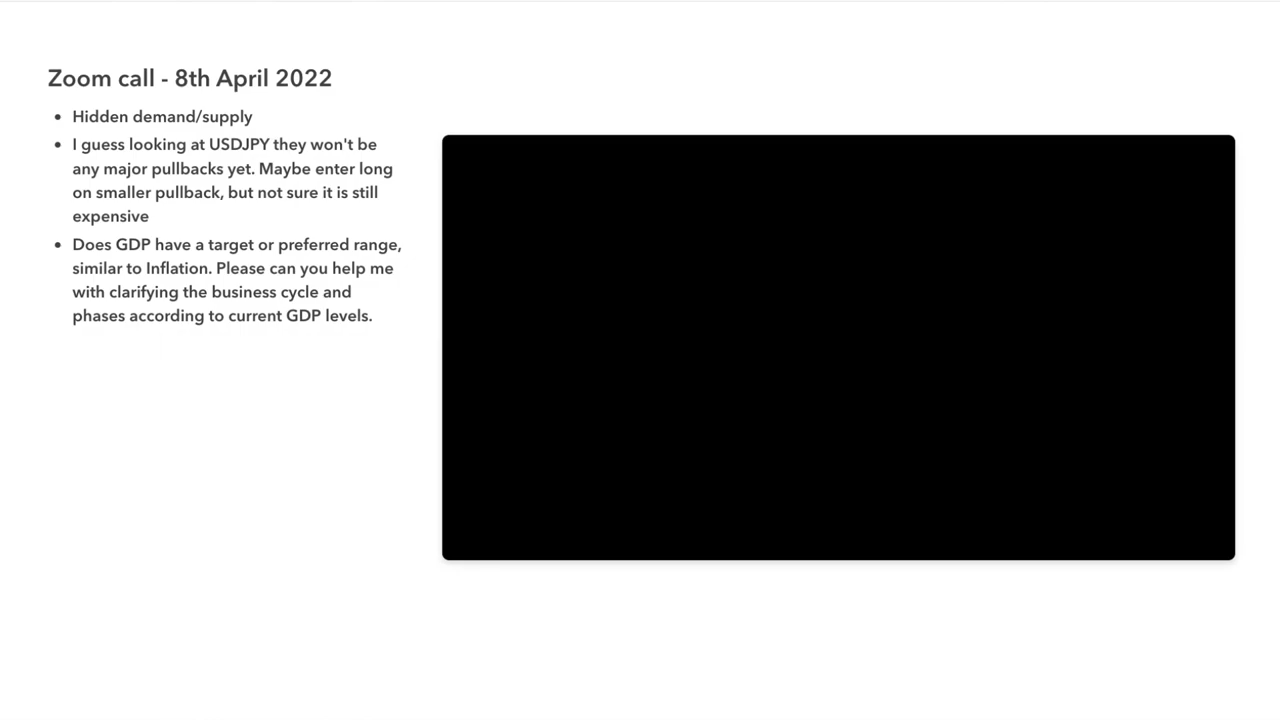 Zoom call - 8th April 2022
• Hidden demand/supply
• I guess looking at USDJPY they won't be
any major pullbacks yet. Maybe enter long
on smaller pullback, but not sure it is still
expensive
• Does GDP have a target or preferred range,
similar to Inflation. Please can you help me
with clarifying the business cycle and
phases according to current GDP levels.